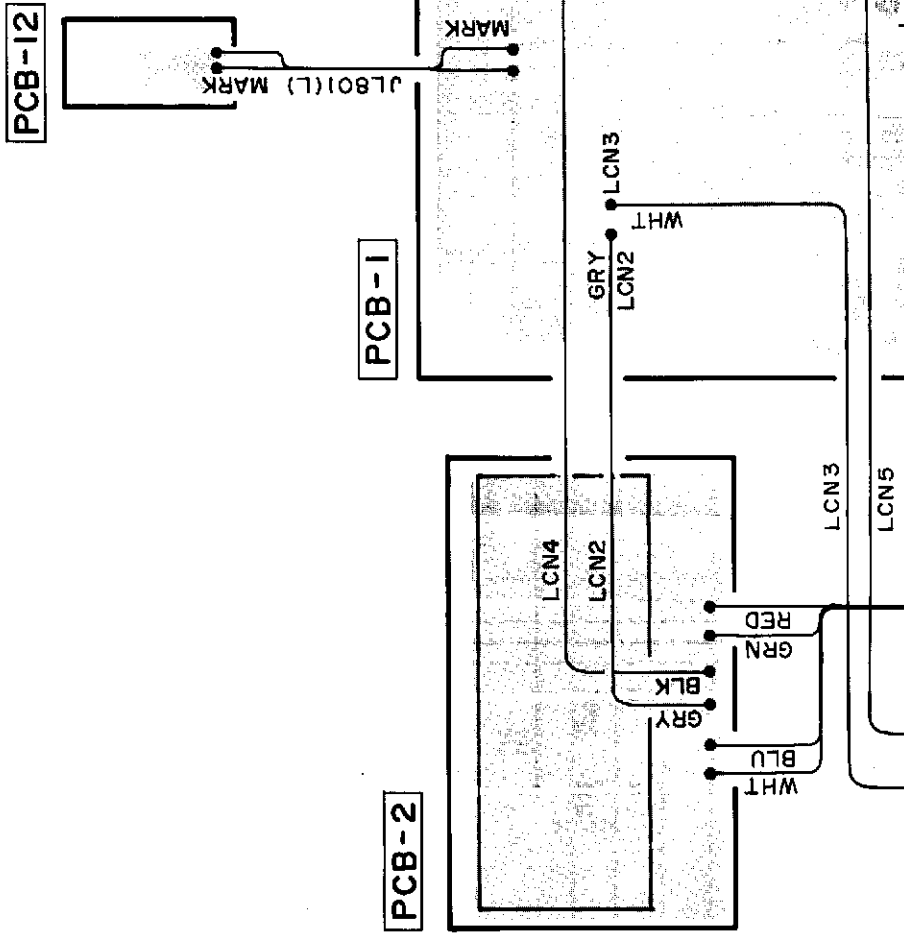 PCB-12
MARK
JL801(L)
MARK
PCB-1
LCN3
WHT
GRY
LCN2
LCN3
LCN5
PCB-2
LCN4
LCN2
RED
GRN
BLK
GRY
BLU
WHT